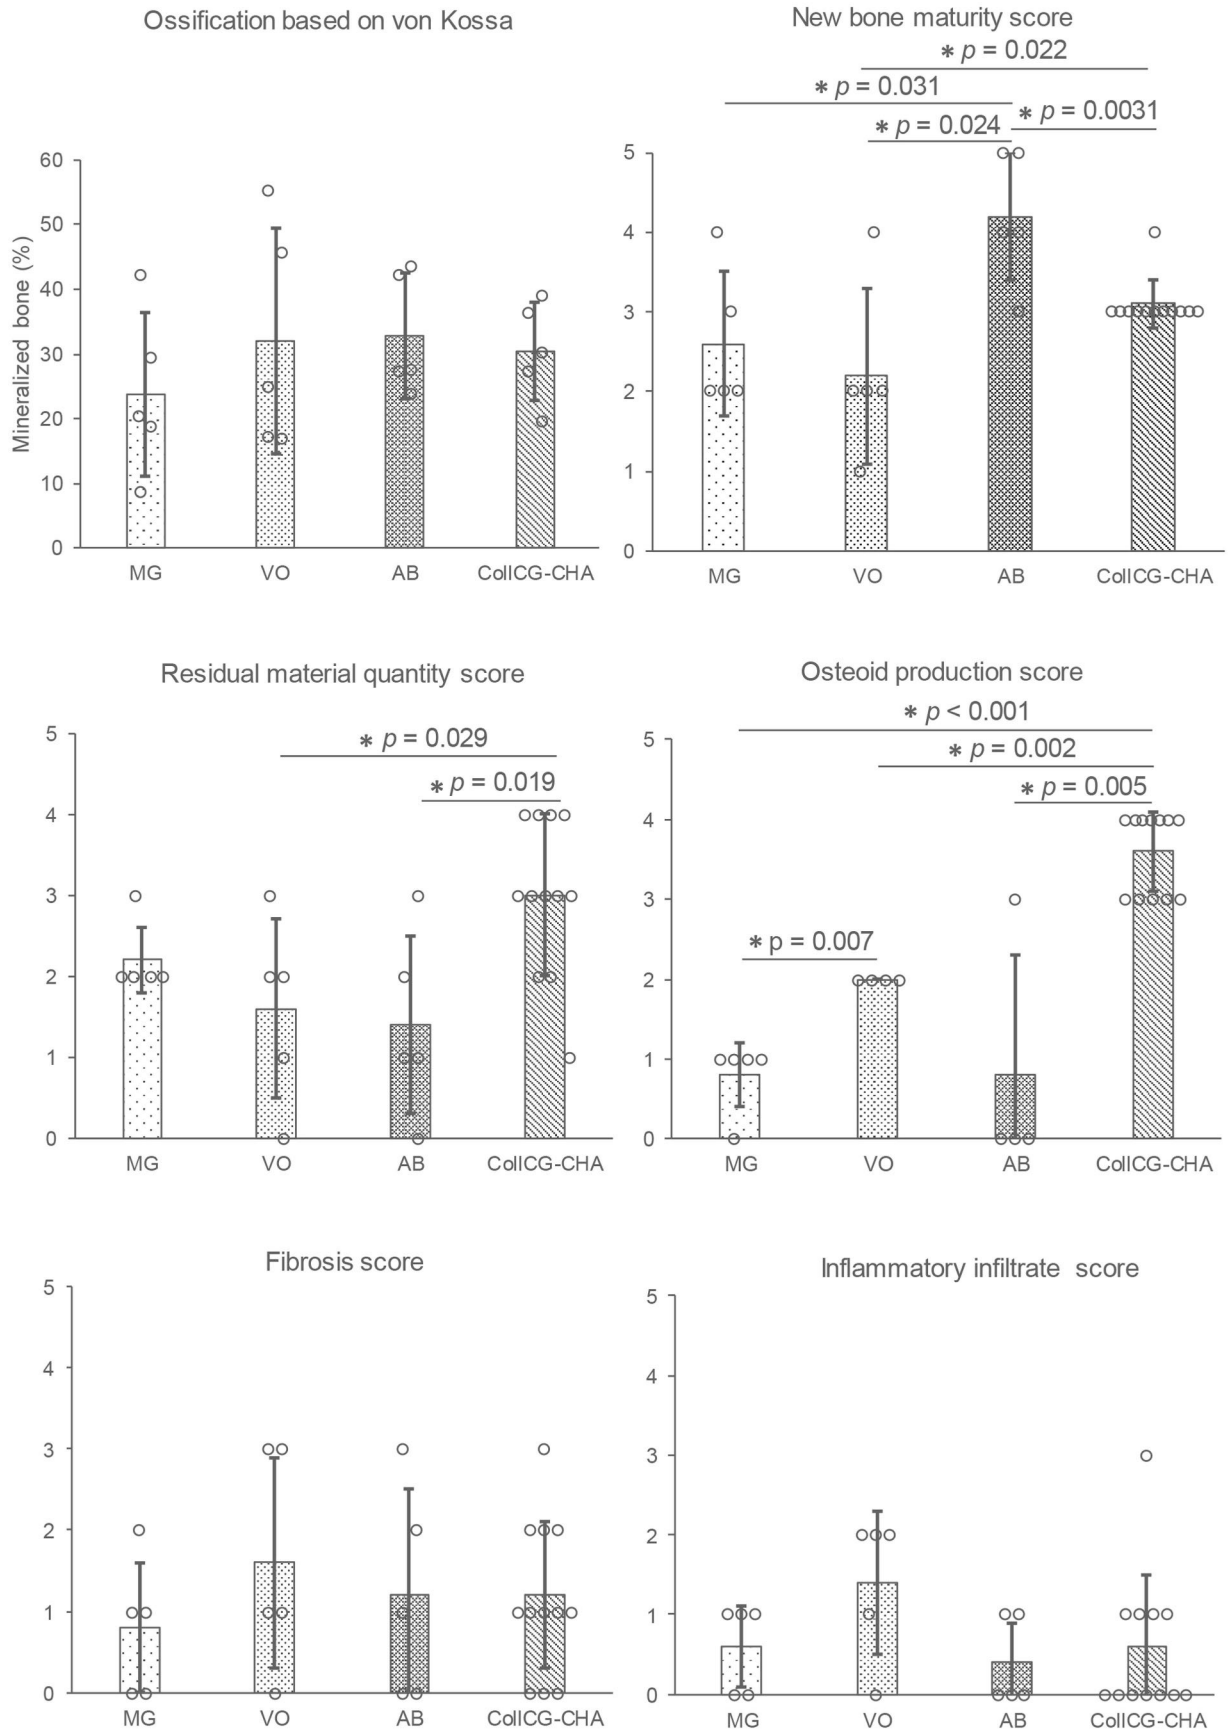 Ossification based on von Kossa
Mineralized bone (%)
60
50
40
30
20
10
0
MG VO AB CollCG-CHA
New bone maturity score
* p = 0.022
* p = 0.031
* p = 0.0031
* p = 0.024
5
4
3
2
1
0
MG VO AB CollCG-CHA
Residual material quantity score
* p = 0.029
* p = 0.019
5
4
3
2
1
0
MG VO AB CollCG-CHA
Osteoid production score
* p < 0.001
* p = 0.002
* p = 0.005
* p = 0.007
5
4
3
2
1
0
MG VO AB CollCG-CHA
Fibrosis score
5
4
3
2
1
0
MG VO AB CollCG-CHA
Inflammatory infiltrate score
5
4
3
2
1
0
MG VO AB CollCG-CHA